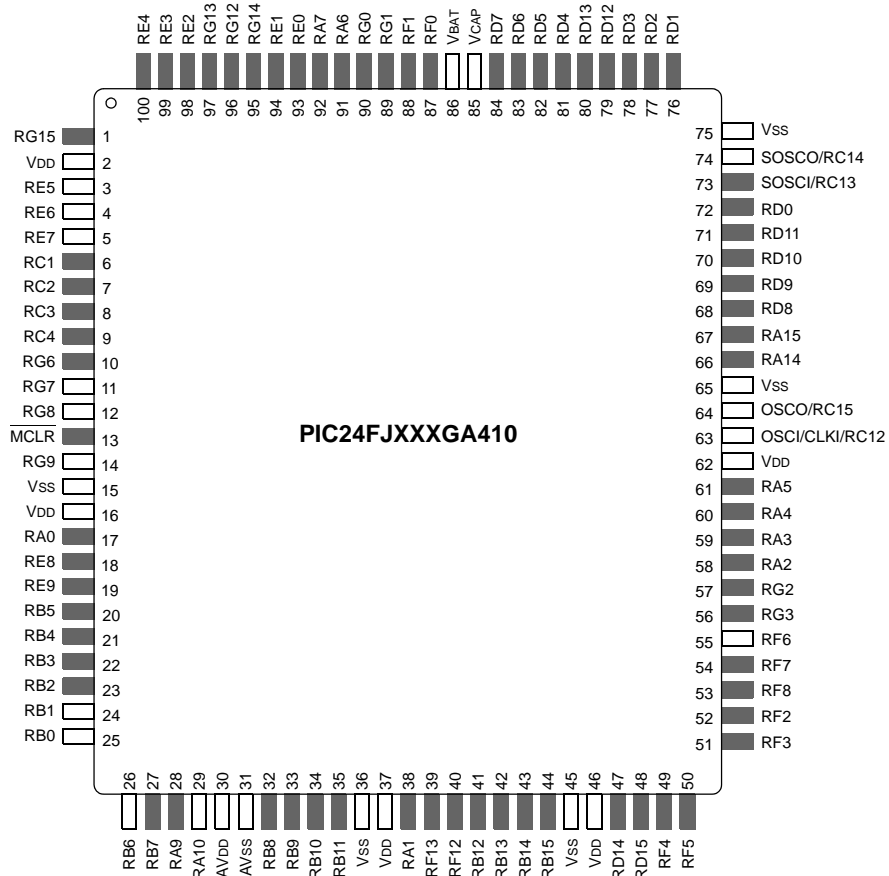 RE4
RE3
RE2
RG13
RG12
RG14
RE1
RE0
RA7
RA6
RG0
RG1
RF1
RF0
VBAT
VCAP
RD7
RD6
RD5
RD4
RD13
RD12
RD3
RD2
RD1
100
99
98
97
96
95
94
93
92
91
90
89
88
87
86
85
84
83
82
81
80
79
78
77
76
RG15 1
VDD 2
RE5 3
RE6 4
RE7 5
RC1 6
RC2 7
RC3 8
RC4 9
RG6 10
RG7 11
RG8 12
MCLR 13
RG9 14
VSS 15
VDD 16
RA0 17
RE8 18
RE9 19
RB5 20
RB4 21
RB3 22
RB2 23
RB1 24
RB0 25
PIC24FJXXXGA410
75 VSS
74 SOSCO/RC14
73 SOSCI/RC13
72 RD0
71 RD11
70 RD10
69 RD9
68 RD8
67 RA15
66 RA14
65 VSS
64 OSCO/RC15
63 OSCI/CLKI/RC12
62 VDD
61 RA5
60 RA4
59 RA3
58 RA2
57 RG2
56 RG3
55 RF6
54 RF7
53 RF8
52 RF2
51 RF3
26
27
28
29
30
31
32
33
34
35
36
37
38
39
40
41
42
43
44
45
46
47
48
49
50
RB6
RB7
RA9
RA10
AVDD
AVSS
RB8
RB9
RB10
RB11
VSS
VDD
RA1
RF13
RF12
RB12
RB13
RB14
RB15
VSS
VDD
RD14
RD15
RF4
RF5